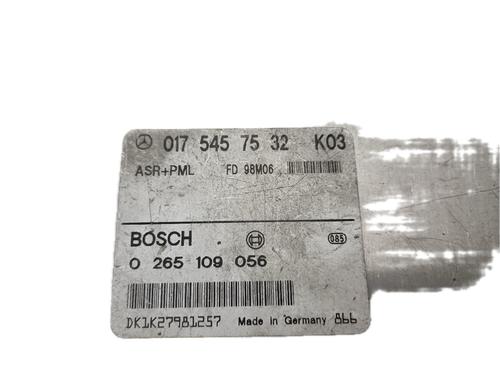 017 545 75 32 K03
ASR+PML FD 98M06
BOSCH 085
0 265 109 056
DK1K27981257 Made in Germany 866